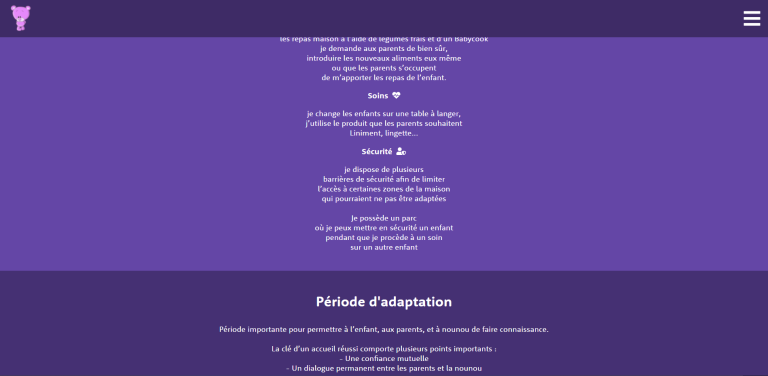 les repas maison à l'aide de légumes frais et d'un Babycook
je demande aux parents de bien sûr,
introduire les nouveaux aliments eux même
ou que les parents s'occupent
de m'apporter les repas de l'enfant.
Soins
je change les enfants sur une table à langer,
j'utilise le produit que les parents souhaitent
Liniment, lingette...
Sécurité
je dispose de plusieurs
barrières de sécurité afin de limiter
l'accès à certaines zones de la maison
qui pourraient ne pas être adaptées
Je possède un parc
où je peux mettre en sécurité un enfant
pendant que je procède à un soin
sur un autre enfant
Période d'adaptation
Période importante pour permettre à l'enfant, aux parents, et à nounou de faire connaissance.
La clé d'un accueil réussi comporte plusieurs points importants :
- Une confiance mutuelle
- Un dialogue permanent entre les parents et la nounou